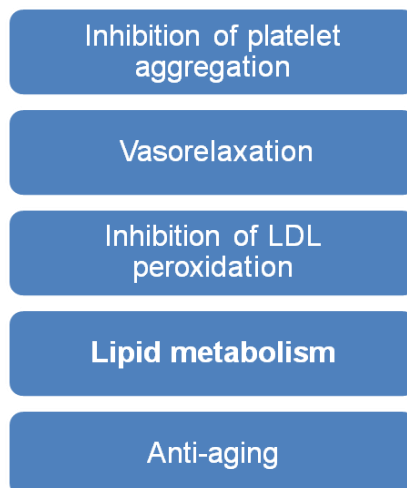 Inhibition of platelet
aggregation
Vasorelaxation
Inhibition of LDL
peroxidation
Lipid metabolism
Anti-aging